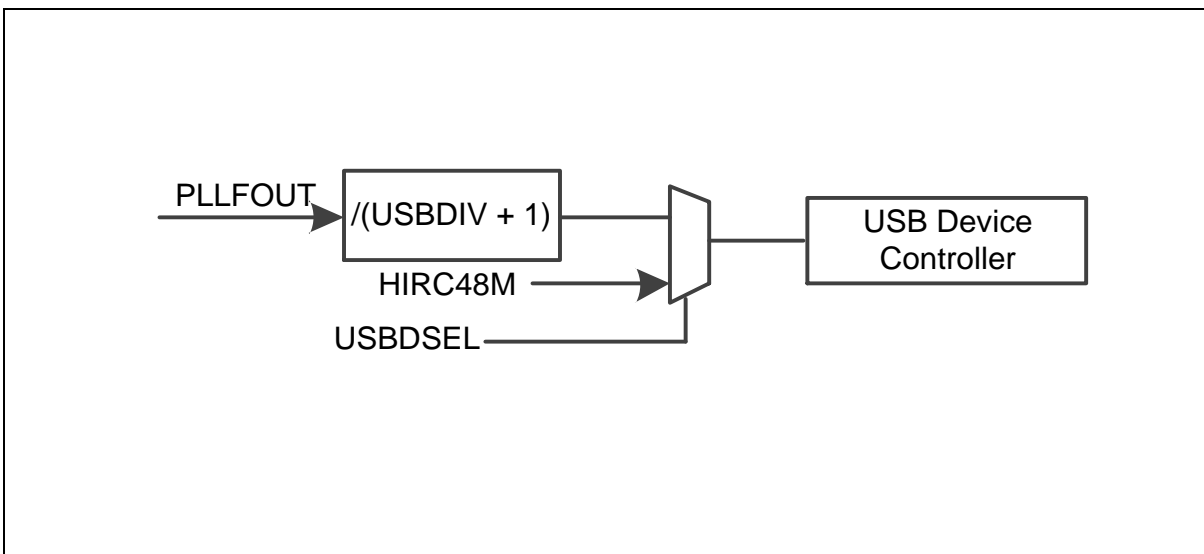 PLLFOUT
/(USBDIV + 1)
USB Device
Controller
HIRC48M
USBDSEL